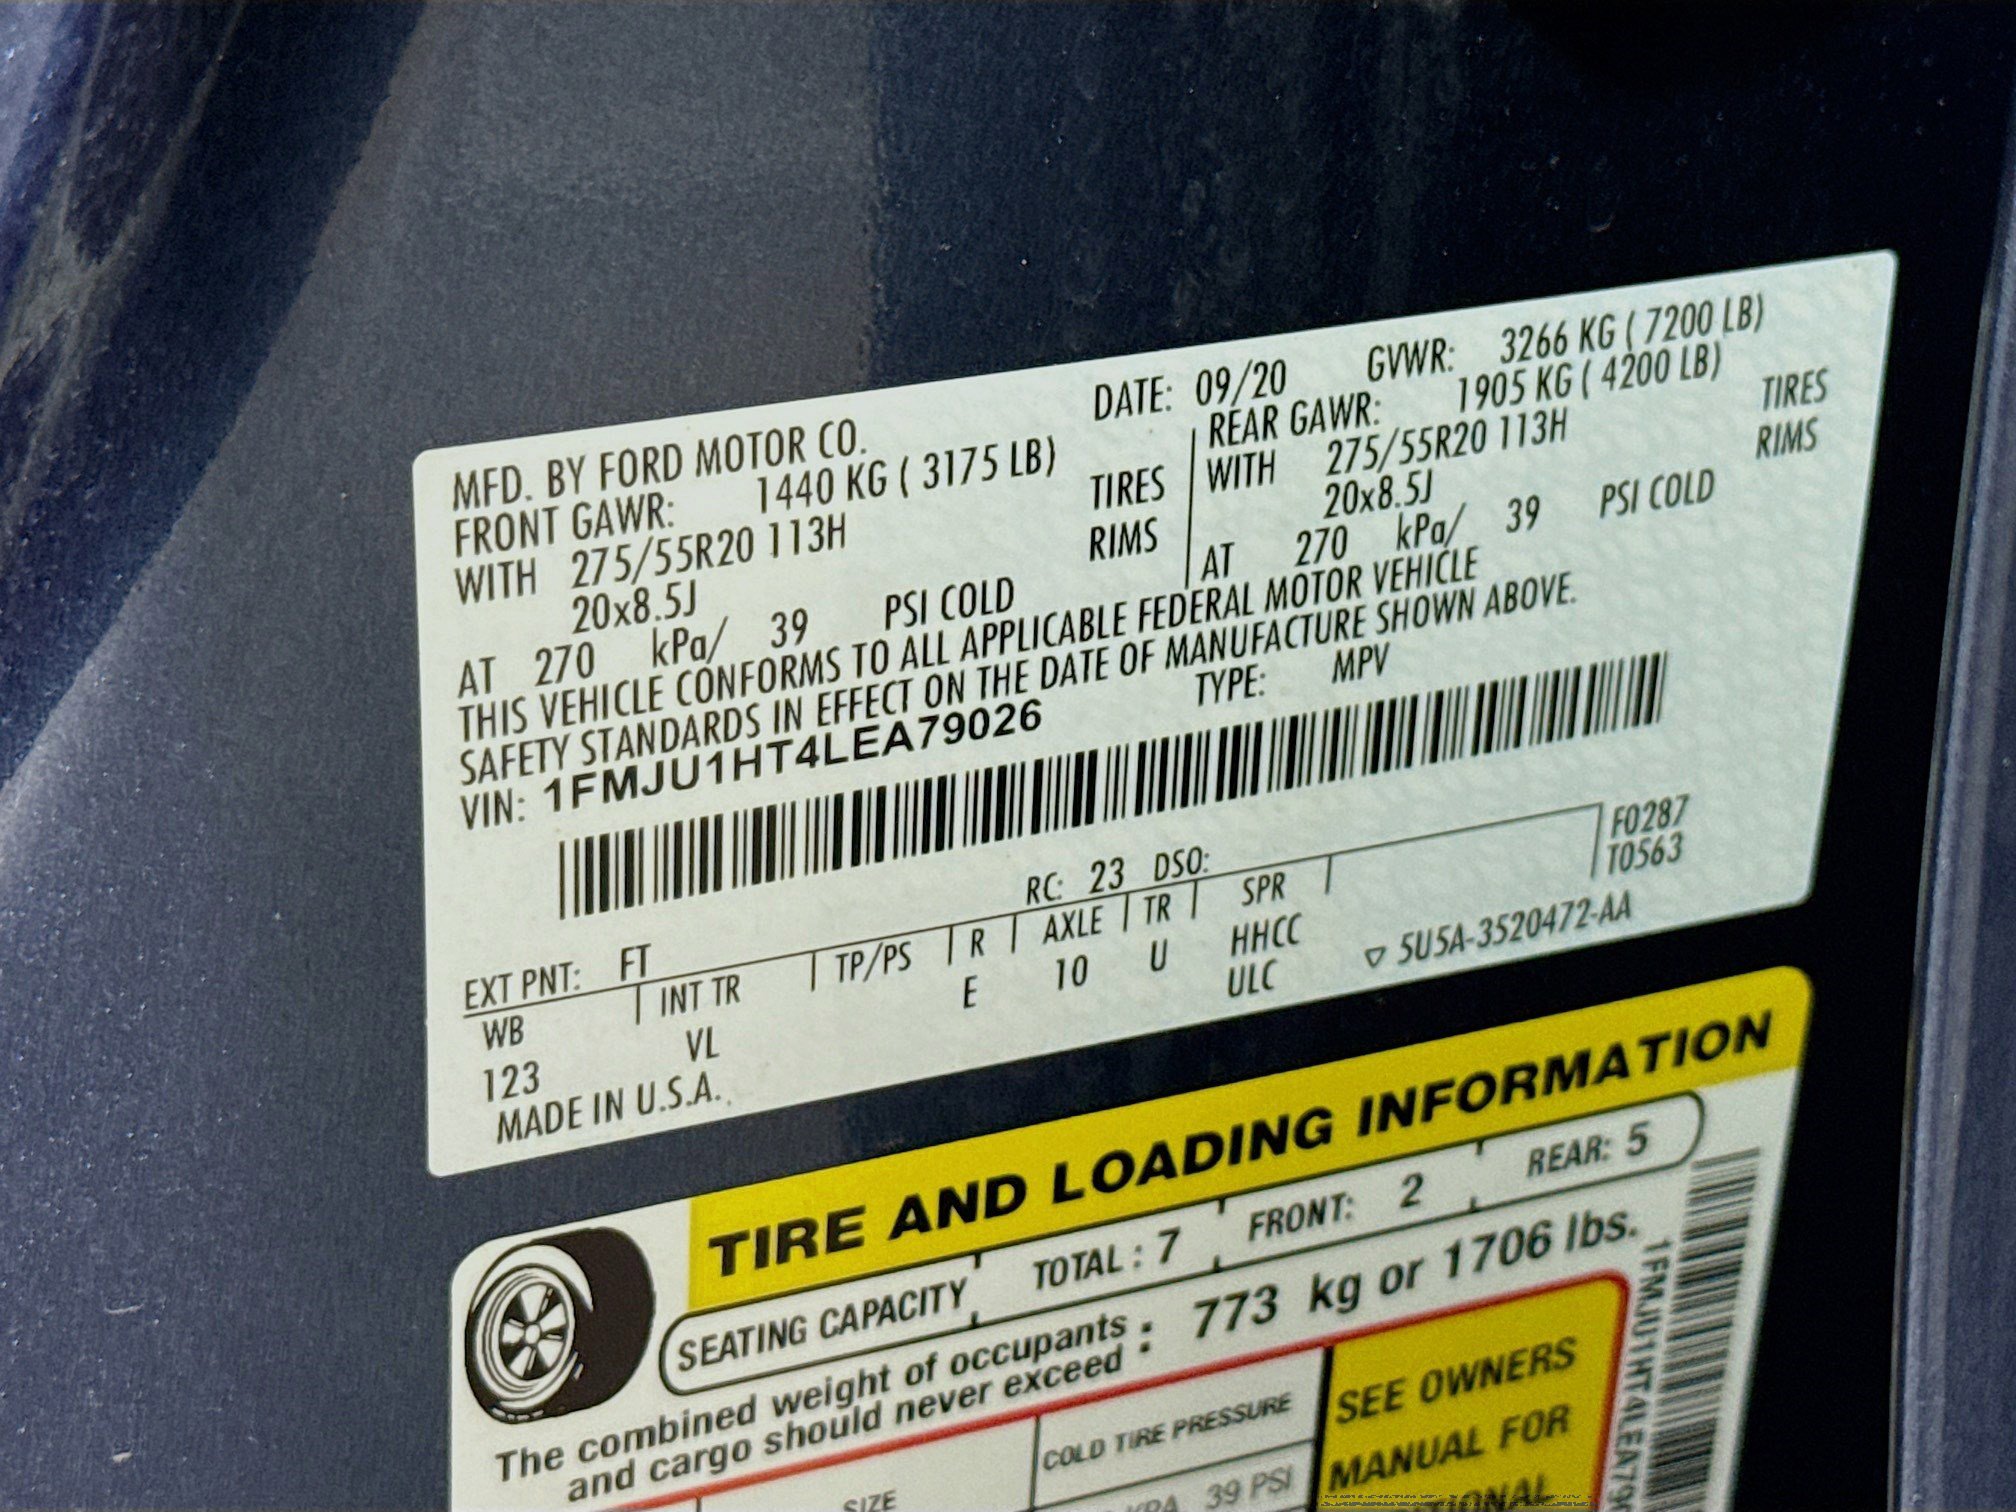 MFD. BY FORD MOTOR CO.
DATE: 09/20 GVWR: 3266 KG ( 7200 LB)
FRONT GAWR: 1440 KG ( 3175 LB)
WITH 275/55R20 113H TIRES
20x8.5J RIMS
AT 270 kPa/ 39 PSI COLD
REAR GAWR: 1905 KG ( 4200 LB)
WITH 275/55R20 113H TIRES
20x8.5J RIMS
AT 270 kPa/ 39 PSI COLD
THIS VEHICLE CONFORMS TO ALL APPLICABLE FEDERAL MOTOR VEHICLE
SAFETY STANDARDS IN EFFECT ON THE DATE OF MANUFACTURE SHOWN ABOVE.
VIN: 1FMJU1HT4LEA79026 TYPE: MPV
F0287
T0563
EXT PNT: FT RC: 23 DSO:
WB INT TR TP/PS R AXLE TR SPR
123 VL E 10 U HHCC
ULC
MADE IN U.S.A.
5U5A-3520472-AA
TIRE AND LOADING INFORMATION
SEATING CAPACITY TOTAL : 7 FRONT: 2 REAR: 5
The combined weight of occupants
and cargo should never exceed : 773 kg or 1706 lbs.
SIZE
COLD TIRE PRESSURE
39 PSI
SEE OWNERS
MANUAL FOR
1FMJU1HT4LEA79